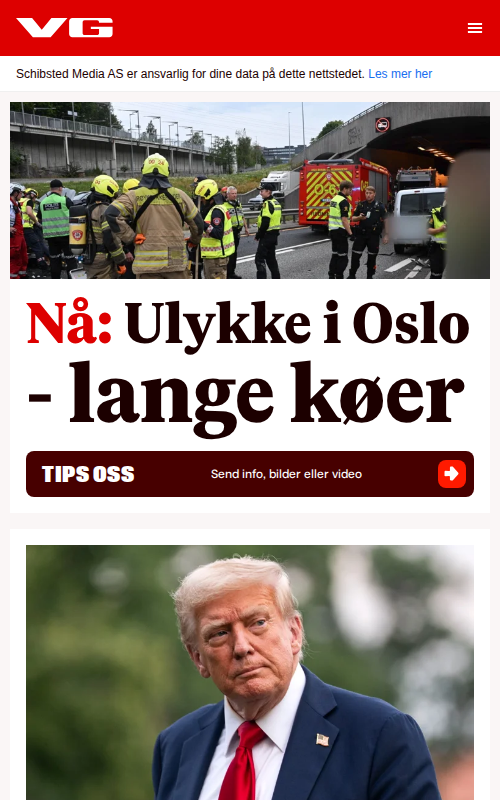 VG
Schibsted Media AS er ansvarlig for dine data på dette nettstedet. Les mer her
Nå: Ulykke i Oslo
- lange køer
TIPS OSS
Send info, bilder eller video